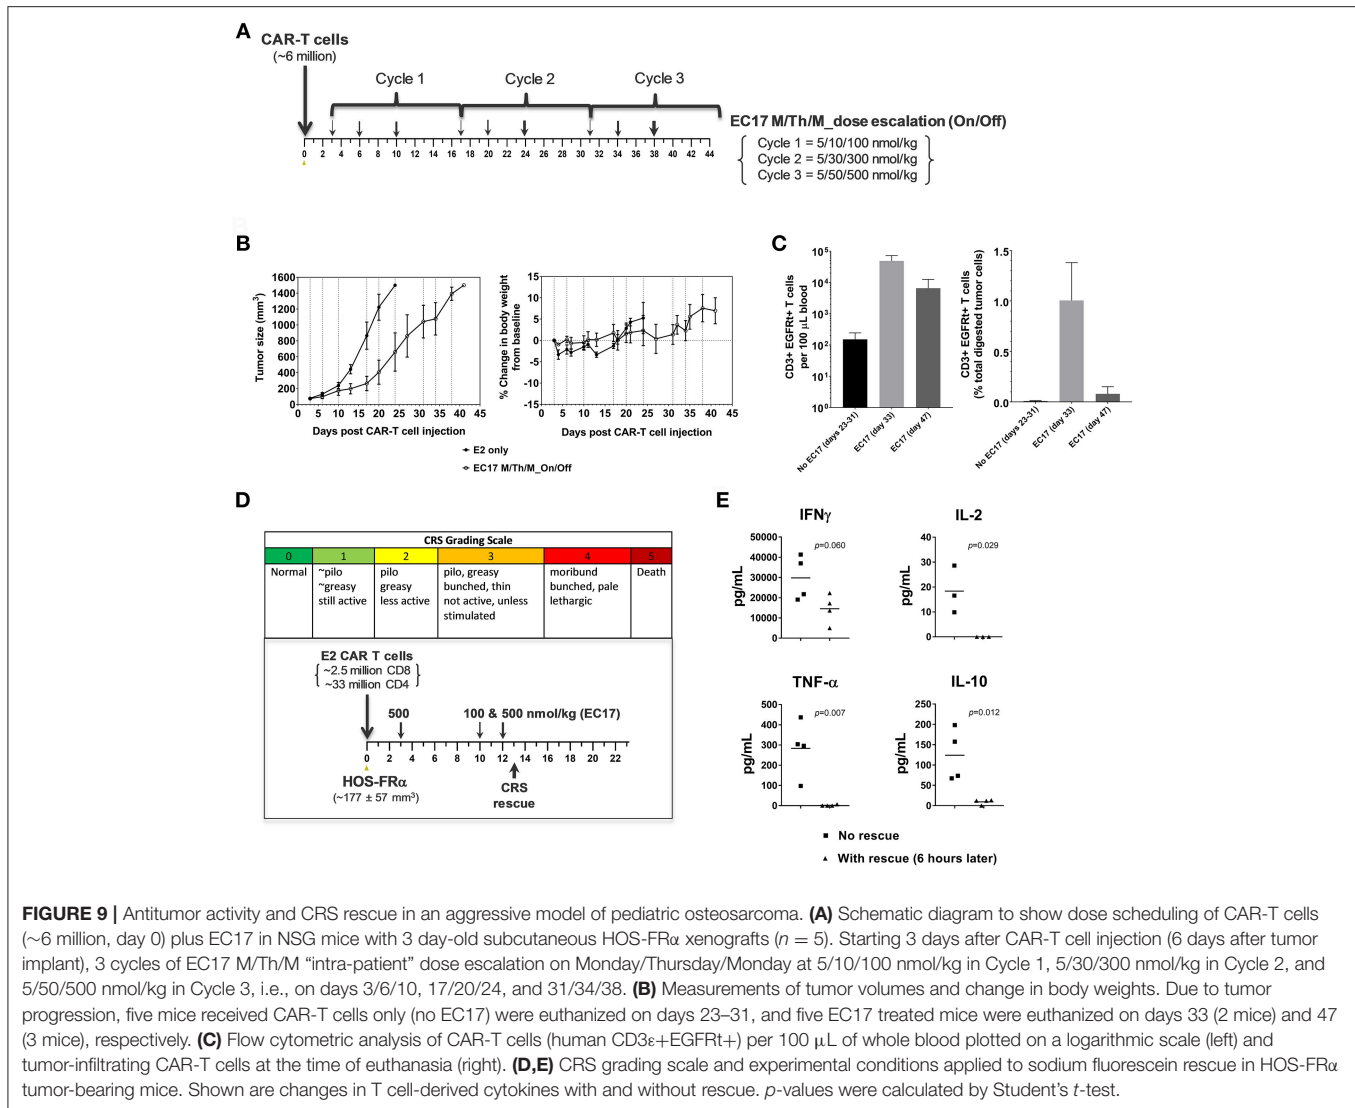 A
CAR-T cells
(~6 million)
Cycle 1
Cycle 2
Cycle 3
0 2 4 6 8 10 12 14 16 18 20 22 24 26 28 30 32 34 36 38 40 42 44
EC17 M/Th/M_dose escalation (On/Off)
Cycle 1 = 5/10/100 nmol/kg
Cycle 2 = 5/30/300 nmol/kg
Cycle 3 = 5/50/500 nmol/kg
B
Tumor size (mm³)
1600
1400
1200
1000
800
600
400
200
0 5 10 15 20 25 30 35 40 45
Days post CAR-T cell injection
% Change in body weight
from baseline
15
10
5
0
-5
-10
-15
0 5 10 15 20 25 30 35 40 45
Days post CAR-T cell injection
E2 only
EC17 M/Th/M_On/Off
C
CD3+ EGFRt+ T cells
per 100 µL blood
10⁵
10⁴
10³
10²
10¹
10⁰
No EC17 (days 23-31)
EC17 (day 33)
EC17 (day 47)
CD3+ EGFRt+ T cells
(% total digested tumor cells)
1.5
1.0
0.5
0.0
No EC17 (days 23-31)
EC17 (day 33)
EC17 (day 47)
D
CRS Grading Scale
0 1 2 3 4 5
Normal
~pilo
~greasy
still active
pilo
greasy
less active
pilo, greasy
bunched, thin
not active, unless
stimulated
moribund
bunched, pale
lethargic
Death
E2 CAR T cells
~2.5 million CD8
~33 million CD4
500
100 & 500 nmol/kg (EC17)
0 2 4 6 8 10 12 14 16 18 20 22
HOS-FRα
(~177 ± 57 mm³)
CRS
rescue
E
IFNγ
pg/mL
50000
40000
30000
20000
10000
0
p=0.060
IL-2
pg/mL
40
30
20
10
0
p=0.029
TNF-α
pg/mL
500
400
300
200
100
0
p=0.007
IL-10
pg/mL
250
200
150
100
50
0
p=0.012
No rescue
With rescue (6 hours later)
FIGURE 9 | Antitumor activity and CRS rescue in an aggressive model of pediatric osteosarcoma. (A) Schematic diagram to show dose scheduling of CAR-T cells
(∼6 million, day 0) plus EC17 in NSG mice with 3 day-old subcutaneous HOS-FRα xenografts (n = 5). Starting 3 days after CAR-T cell injection (6 days after tumor
implant), 3 cycles of EC17 M/Th/M “intra-patient” dose escalation on Monday/Thursday/Monday at 5/10/100 nmol/kg in Cycle 1, 5/30/300 nmol/kg in Cycle 2, and
5/50/500 nmol/kg in Cycle 3, i.e., on days 3/6/10, 17/20/24, and 31/34/38. (B) Measurements of tumor volumes and change in body weights. Due to tumor
progression, five mice received CAR-T cells only (no EC17) were euthanized on days 23–31, and five EC17 treated mice were euthanized on days 33 (2 mice) and 47
(3 mice), respectively. (C) Flow cytometric analysis of CAR-T cells (human CD3ε+EGFRt+) per 100 µL of whole blood plotted on a logarithmic scale (left) and
tumor-infiltrating CAR-T cells at the time of euthanasia (right). (D,E) CRS grading scale and experimental conditions applied to sodium fluorescein rescue in HOS-FRα
tumor-bearing mice. Shown are changes in T cell-derived cytokines with and without rescue. p-values were calculated by Student’s t-test.